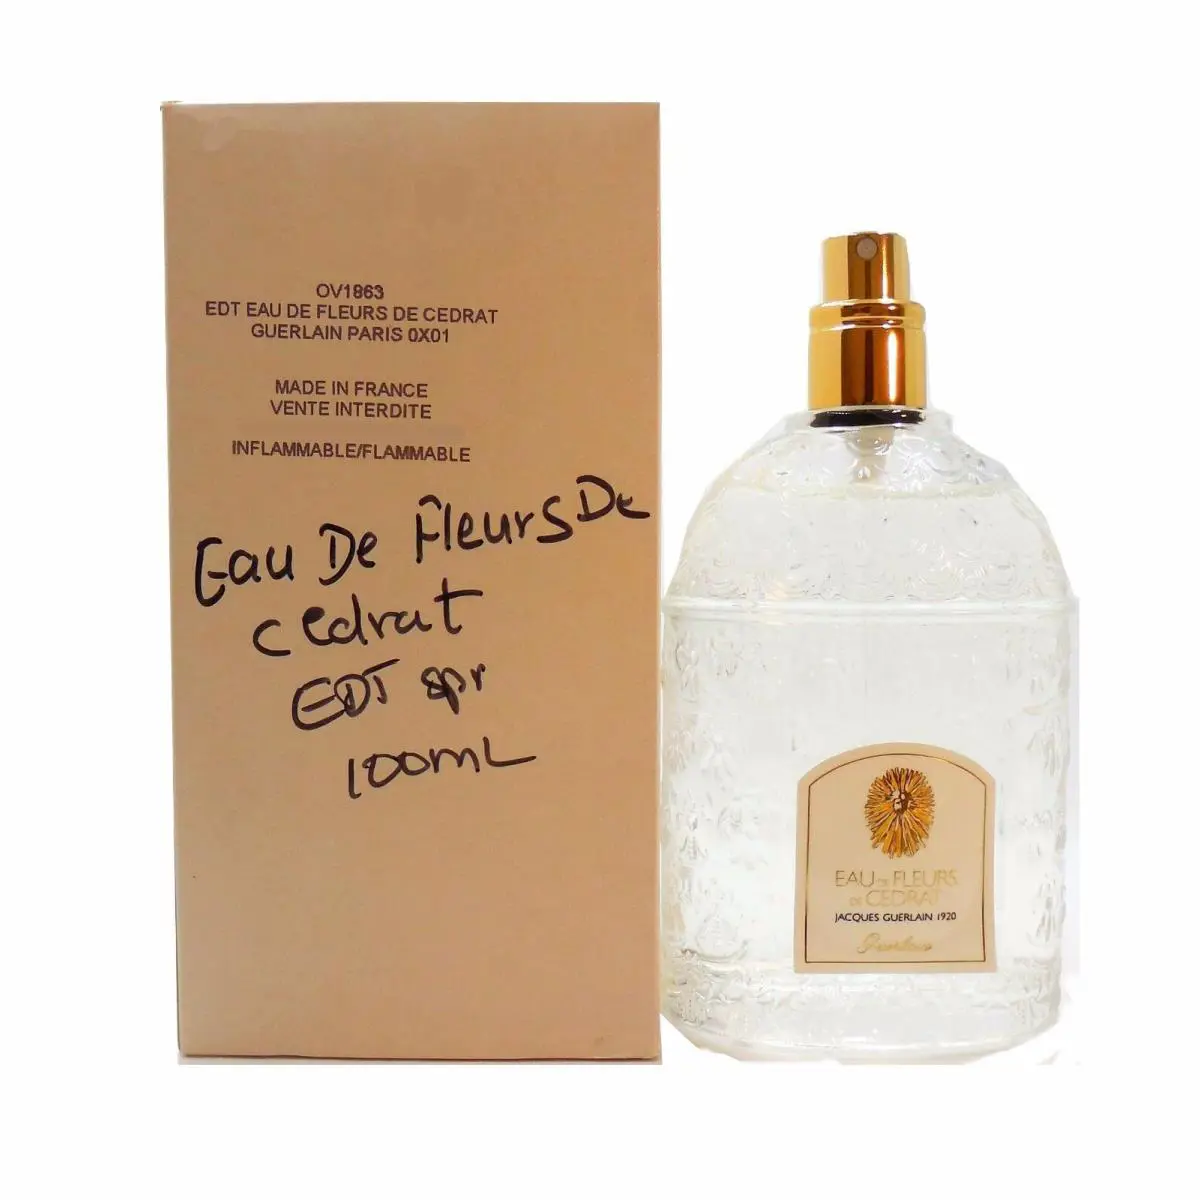 OV1863
EDT EAU DE FLEURS DE CEDRAT
GUERLAIN PARIS 0X01
MADE IN FRANCE
VENTE INTERDITE
INFLAMMABLE/FLAMMABLE
Eau De Fleurs De
Cedrat
EDT spr
100mL
EAU DE FLEURS
DE CEDRAT
JACQUES GUERLAIN 1920
Guerlain